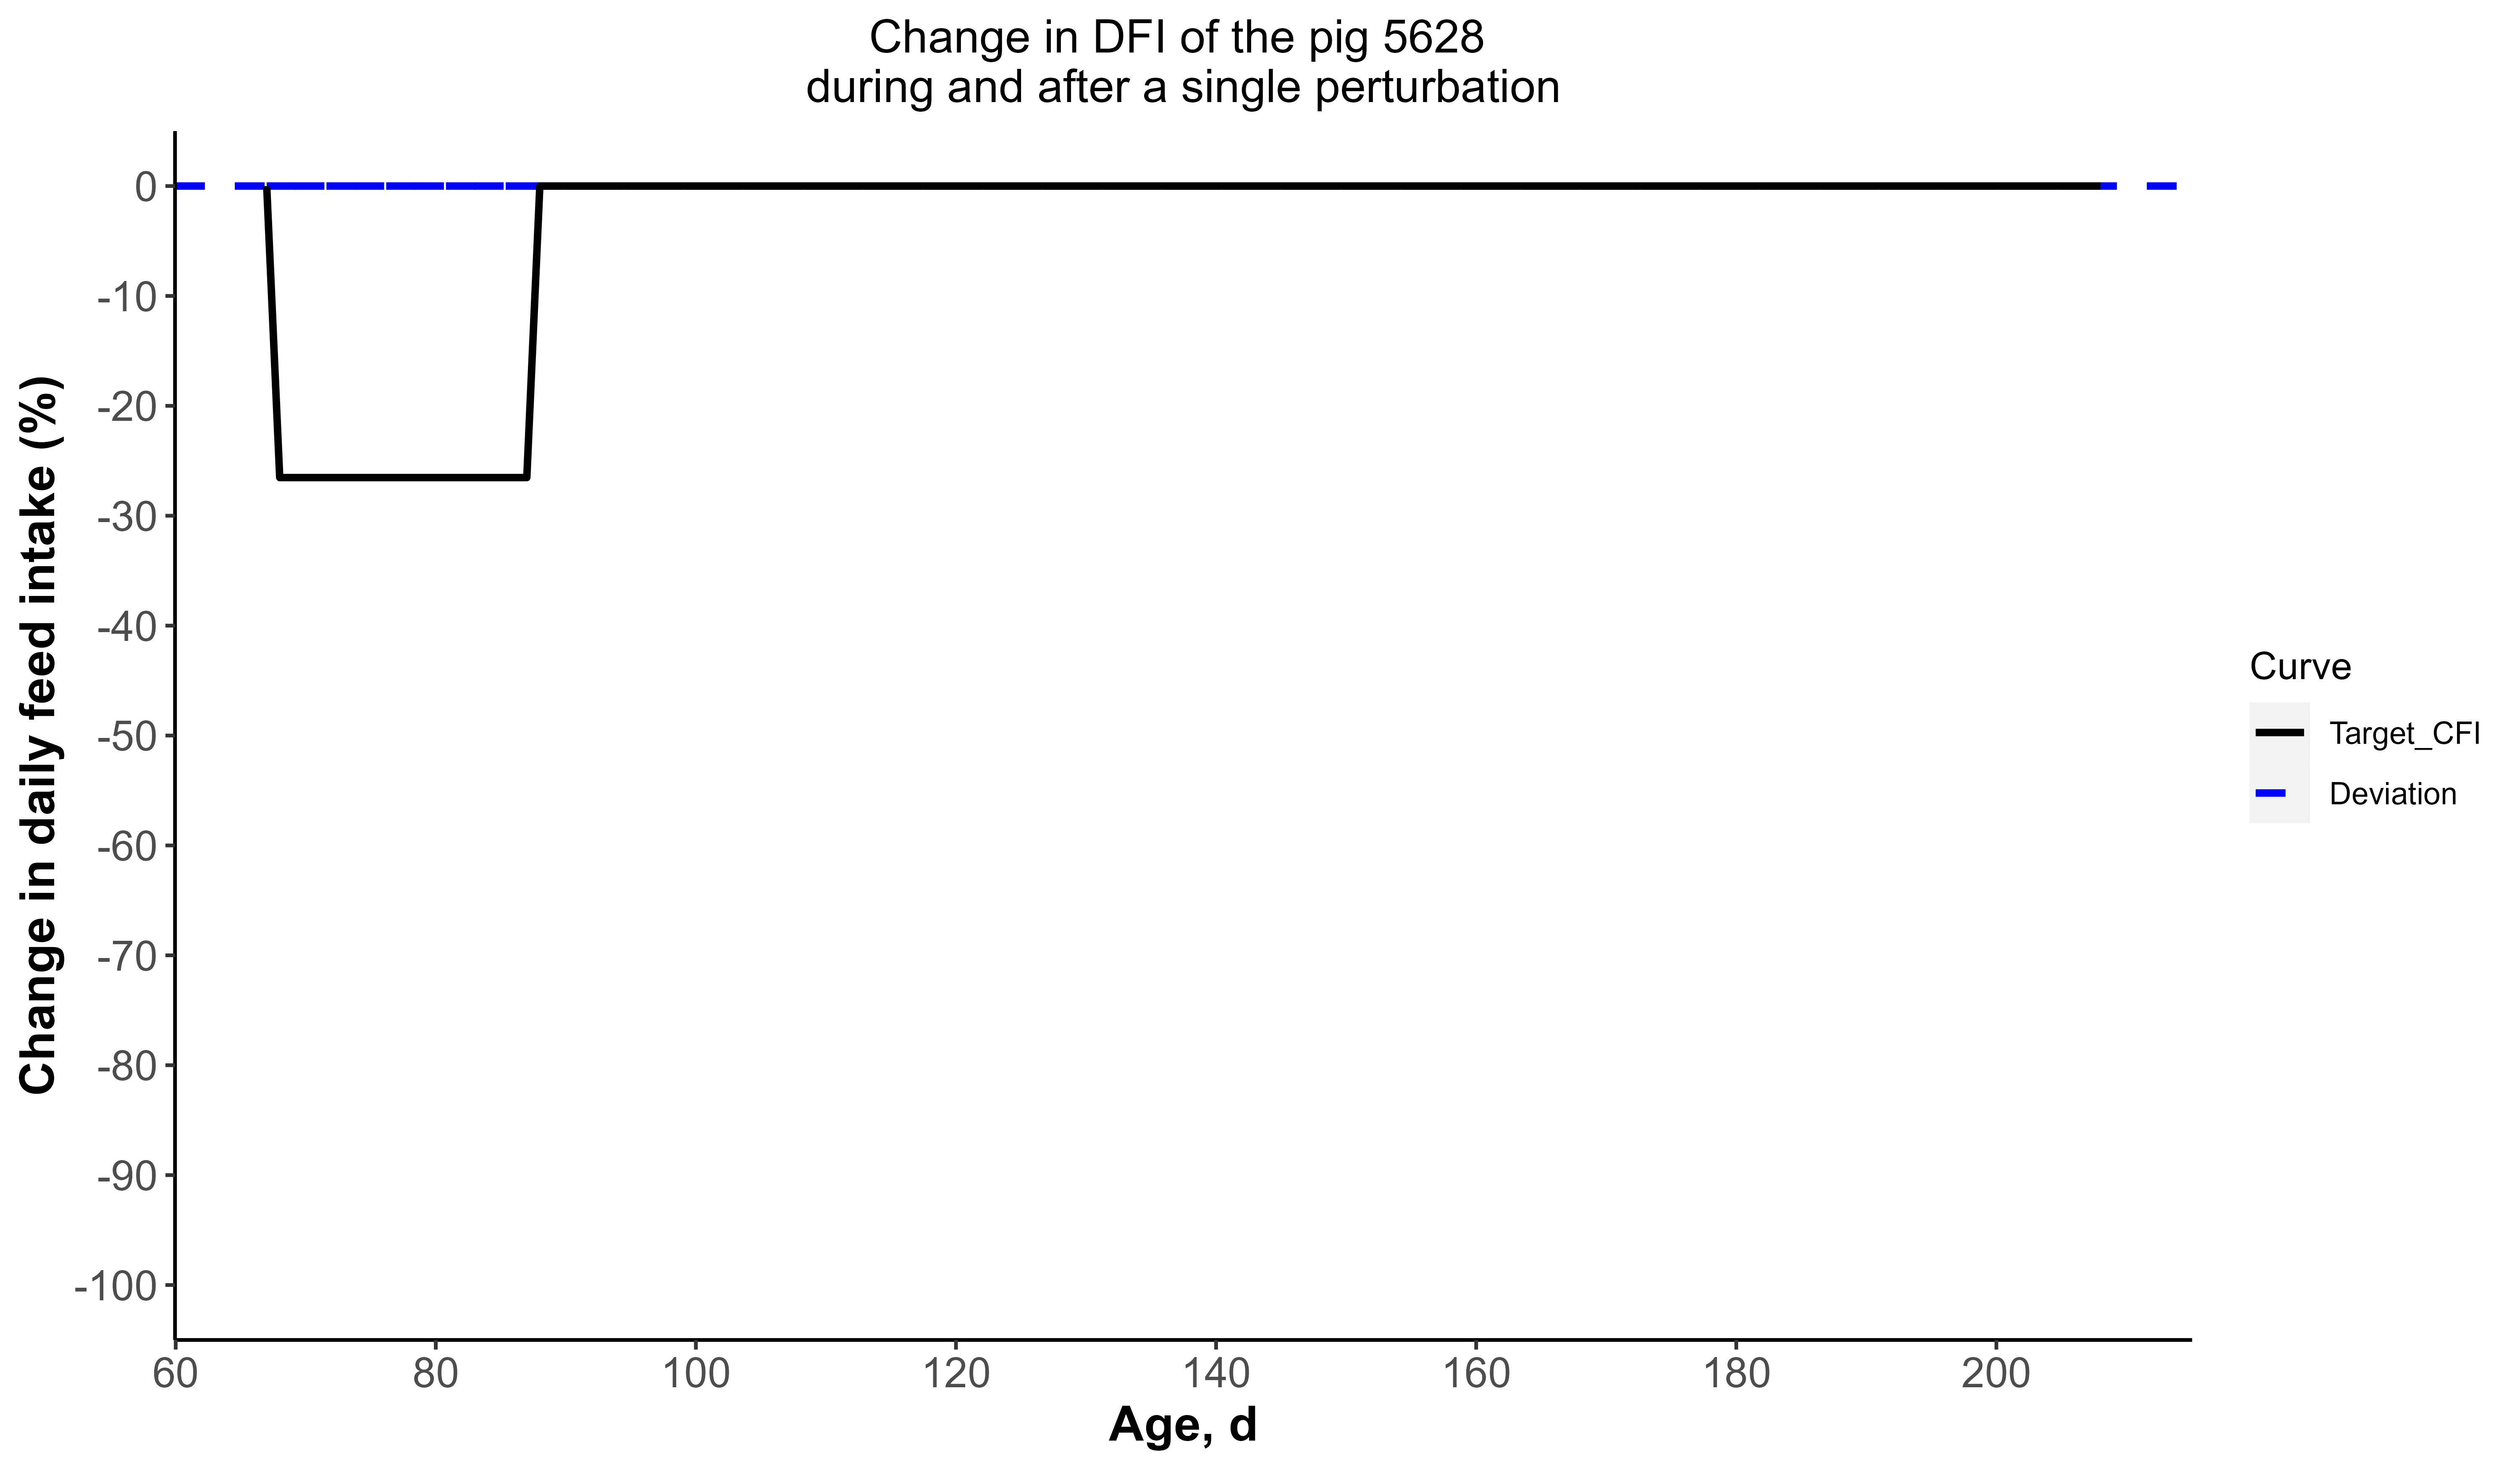 Change in DFI of the pig 5628
during and after a single perturbation
Change in daily feed intake (%)
0
-10
-20
-30
-40
-50
-60
-70
-80
-90
-100
60 80 100 120 140 160 180 200
Age, d
Curve
Target_CFI
Deviation